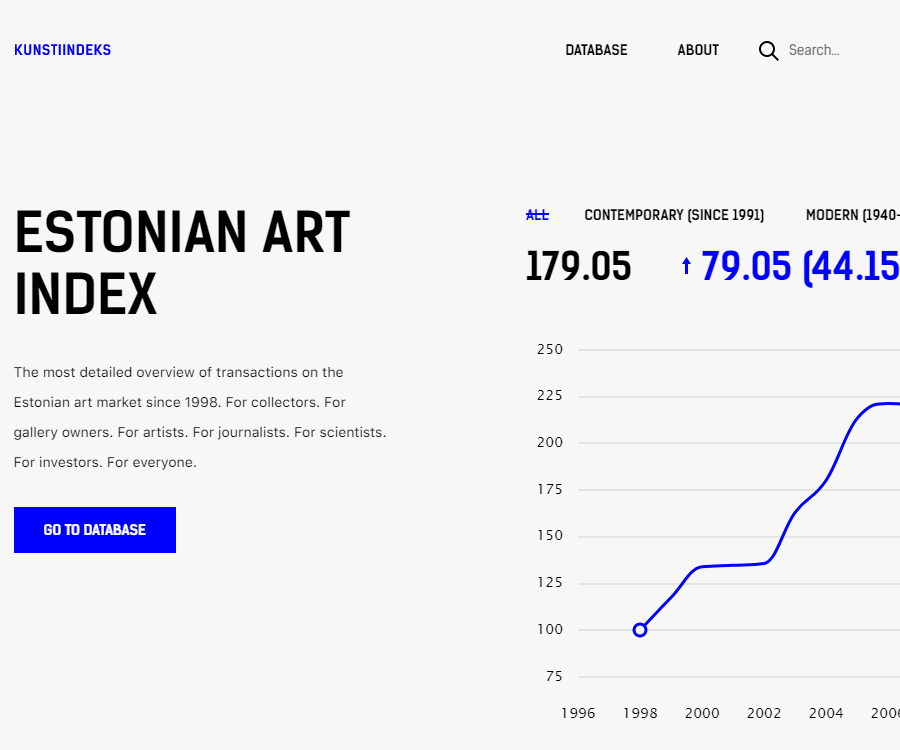 KUNSTIINDEKS
DATABASE
ABOUT
Search...
ESTONIAN ART
INDEX
The most detailed overview of transactions on the
Estonian art market since 1998. For collectors. For
gallery owners. For artists. For journalists. For scientists.
For investors. For everyone.
GO TO DATABASE
ALL
CONTEMPORARY (SINCE 1991)
MODERN (1940-
179.05
79.05 (44.15
250
225
200
175
150
125
100
75
1996
1998
2000
2002
2004
2006